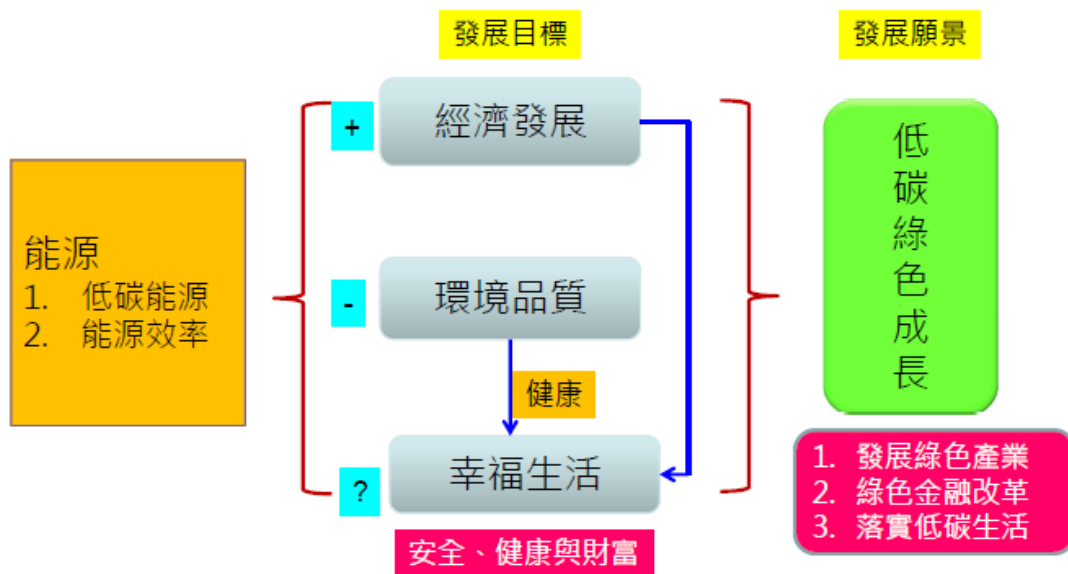 發展目標
發展願景
能源
1. 低碳能源
2. 能源效率
+
經濟發展
-
環境品質
健康
?
幸福生活
安全、健康與財富
低碳綠色成長
1. 發展綠色產業
2. 綠色金融改革
3. 落實低碳生活